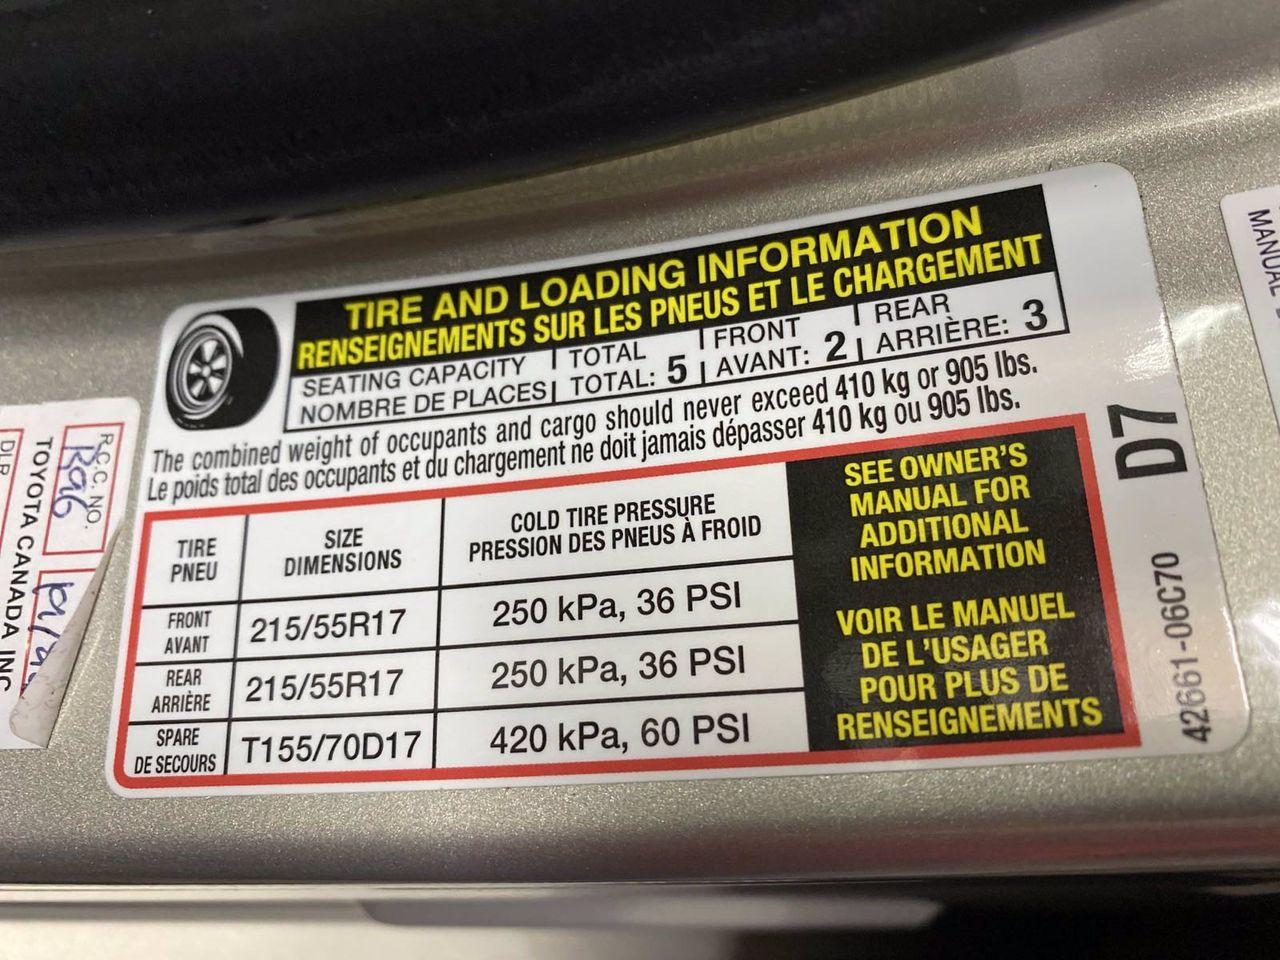 TIRE AND LOADING INFORMATION
RENSEIGNEMENTS SUR LES PNEUS ET LE CHARGEMENT
SEATING CAPACITY | TOTAL | FRONT | REAR
NOMBRE DE PLACES | TOTAL: 5 | AVANT: 2 | ARRIÈRE: 3
The combined weight of occupants and cargo should never exceed 410 kg or 905 lbs.
Le poids total des occupants et du chargement ne doit jamais dépasser 410 kg ou 905 lbs.
TIRE SIZE COLD TIRE PRESSURE
PNEU DIMENSIONS PRESSION DES PNEUS À FROID
FRONT
AVANT 215/55R17 250 kPa, 36 PSI
REAR
ARRIÈRE 215/55R17 250 kPa, 36 PSI
SPARE
DE SECOURS T155/70D17 420 kPa, 60 PSI
SEE OWNER'S
MANUAL FOR
ADDITIONAL
INFORMATION
VOIR LE MANUEL
DE L'USAGER
POUR PLUS DE
RENSEIGNEMENTS
D7
42661-06C70
R.C.C. NO:
R96
TOYOTA CANADA INC
DLR
MANUAL